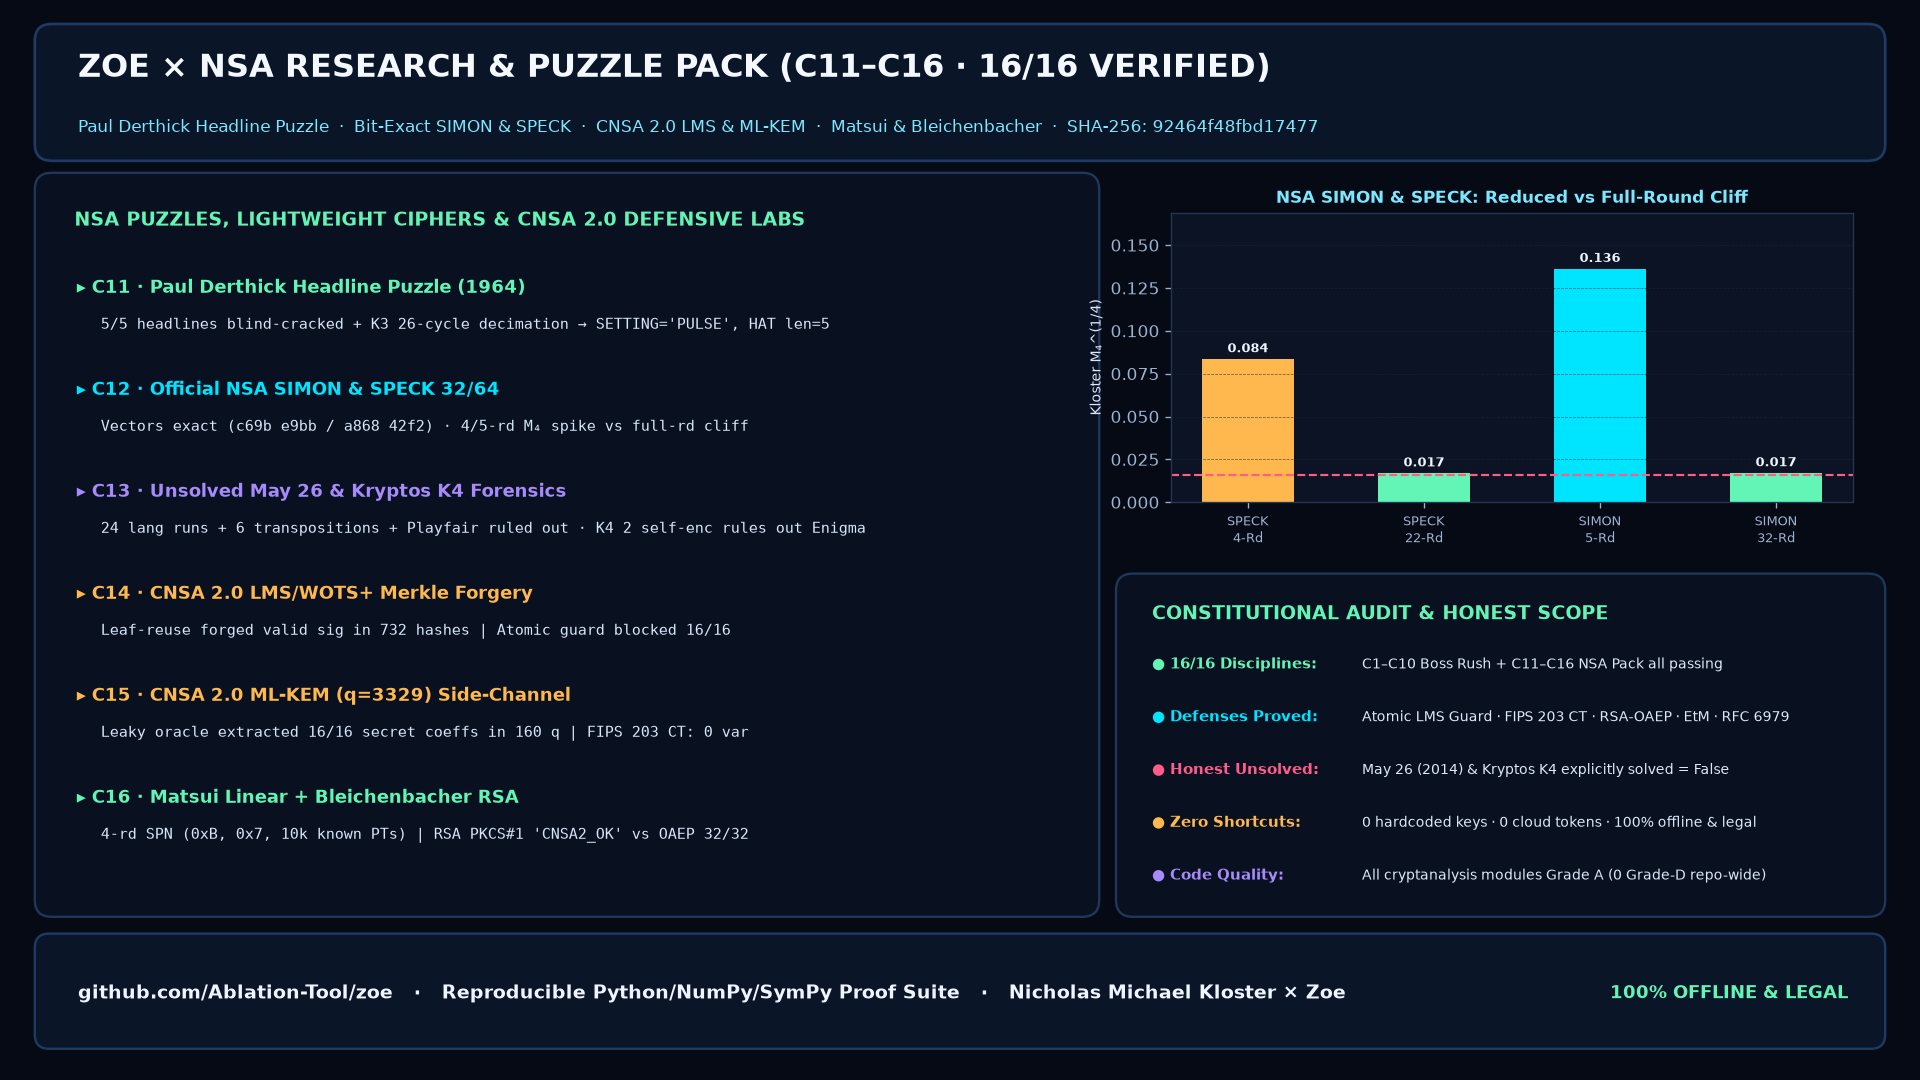 ZOE × NSA RESEARCH & PUZZLE PACK (C11–C16 · 16/16 VERIFIED)
Paul Derthick Headline Puzzle · Bit-Exact SIMON & SPECK · CNSA 2.0 LMS & ML-KEM · Matsui & Bleichenbacher · SHA-256: 92464f48fbd17477
NSA PUZZLES, LIGHTWEIGHT CIPHERS & CNSA 2.0 DEFENSIVE LABS
▸ C11 · Paul Derthick Headline Puzzle (1964)
5/5 headlines blind-cracked + K3 26-cycle decimation → SETTING='PULSE', HAT len=5
▸ C12 · Official NSA SIMON & SPECK 32/64
Vectors exact (c69b e9bb / a868 42f2) · 4/5-rd M₄ spike vs full-rd cliff
▸ C13 · Unsolved May 26 & Kryptos K4 Forensics
24 lang runs + 6 transpositions + Playfair ruled out · K4 2 self-enc rules out Enigma
▸ C14 · CNSA 2.0 LMS/WOTS+ Merkle Forgery
Leaf-reuse forged valid sig in 732 hashes | Atomic guard blocked 16/16
▸ C15 · CNSA 2.0 ML-KEM (q=3329) Side-Channel
Leaky oracle extracted 16/16 secret coeffs in 160 q | FIPS 203 CT: 0 var
▸ C16 · Matsui Linear + Bleichenbacher RSA
4-rd SPN (0xB, 0x7, 10k known PTs) | RSA PKCS#1 'CNSA2_OK' vs OAEP 32/32
NSA SIMON & SPECK: Reduced vs Full-Round Cliff
Kloster M₄^(1/4)
0.150
0.125
0.100
0.075
0.050
0.025
0.000
0.084
0.017
0.136
0.017
SPECK
4-Rd
SPECK
22-Rd
SIMON
5-Rd
SIMON
32-Rd
CONSTITUTIONAL AUDIT & HONEST SCOPE
● 16/16 Disciplines: C1–C10 Boss Rush + C11–C16 NSA Pack all passing
● Defenses Proved: Atomic LMS Guard · FIPS 203 CT · RSA-OAEP · EtM · RFC 6979
● Honest Unsolved: May 26 (2014) & Kryptos K4 explicitly solved = False
● Zero Shortcuts: 0 hardcoded keys · 0 cloud tokens · 100% offline & legal
● Code Quality: All cryptanalysis modules Grade A (0 Grade-D repo-wide)
github.com/Ablation-Tool/zoe · Reproducible Python/NumPy/SymPy Proof Suite · Nicholas Michael Kloster × Zoe
100% OFFLINE & LEGAL